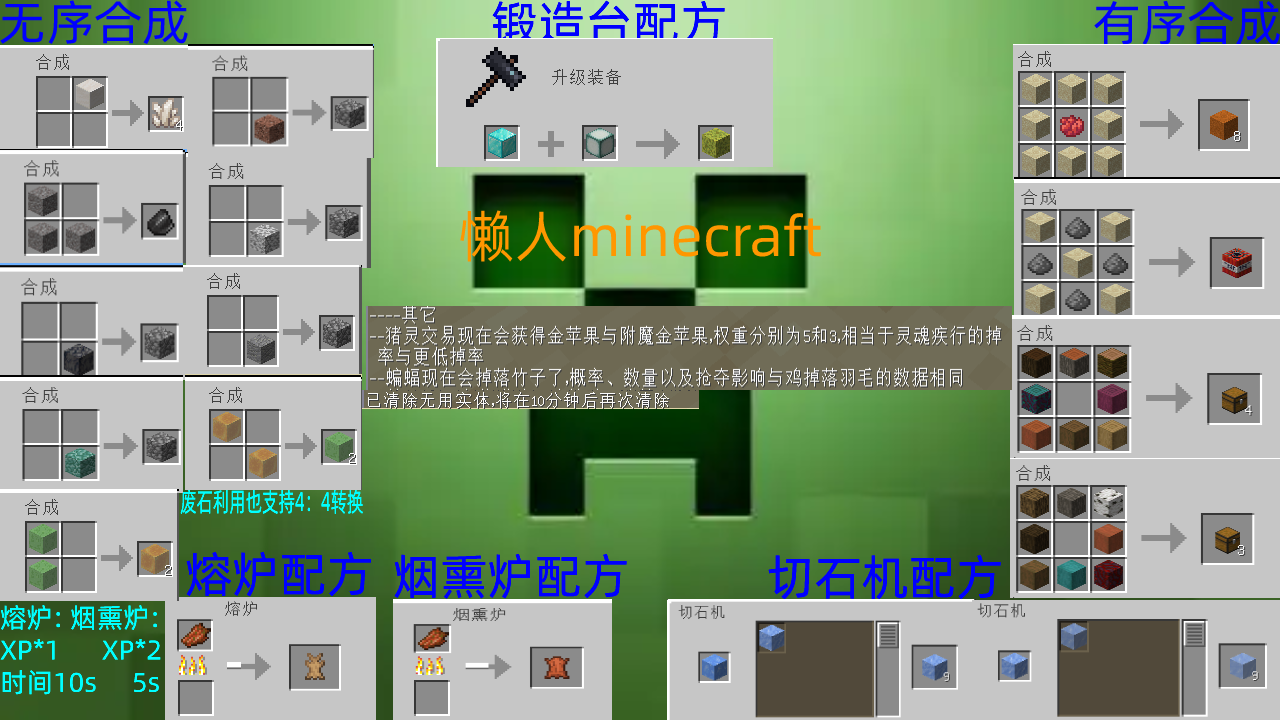 无序合成
锻造台配方
有序合成
合成
合成
升级装备
合成
4
8
合成
合成
合成
懒人minecraft
合成
合成
----其它
--猪灵交易现在会获得金苹果与附魔金苹果,权重分别为5和3,相当于灵魂疾行的掉
率与更低掉率
--蝙蝠现在会掉落竹子了,概率、数量以及抢夺影响与鸡掉落羽毛的数据相同
已清除无用实体,将在10分钟后再次清除
合成
4
合成
合成
2
合成
3
废石利用也支持4：4转换
合成
2
熔炉配方
烟熏炉配方
切石机配方
熔炉：烟熏炉：
XP*1 XP*2
时间10s 5s
熔炉
烟熏炉
切石机
9
切石机
9